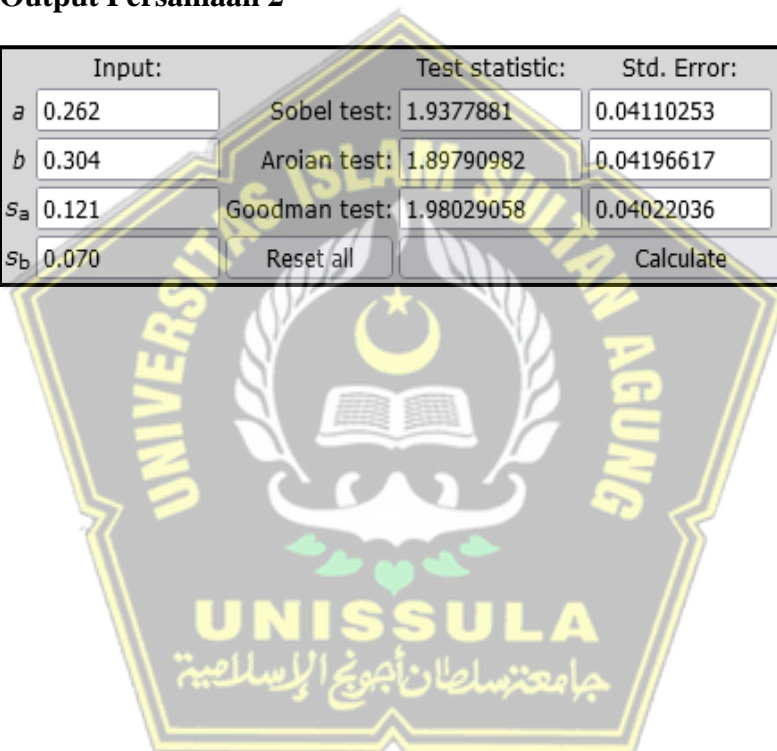 Output Persamaan 2
Input: Test statistic: Std. Error:
a 0.262 Sobel test: 1.9377881 0.04110253
b 0.304 Aroian test: 1.89790982 0.04196617
sa 0.121 Goodman test: 1.98029058 0.04022036
sb 0.070 Reset all Calculate
UNIVERSITAS ISLAM SULTAN AGUNG
UNISSULA
جامعة سلطان أجونج الإسلامية